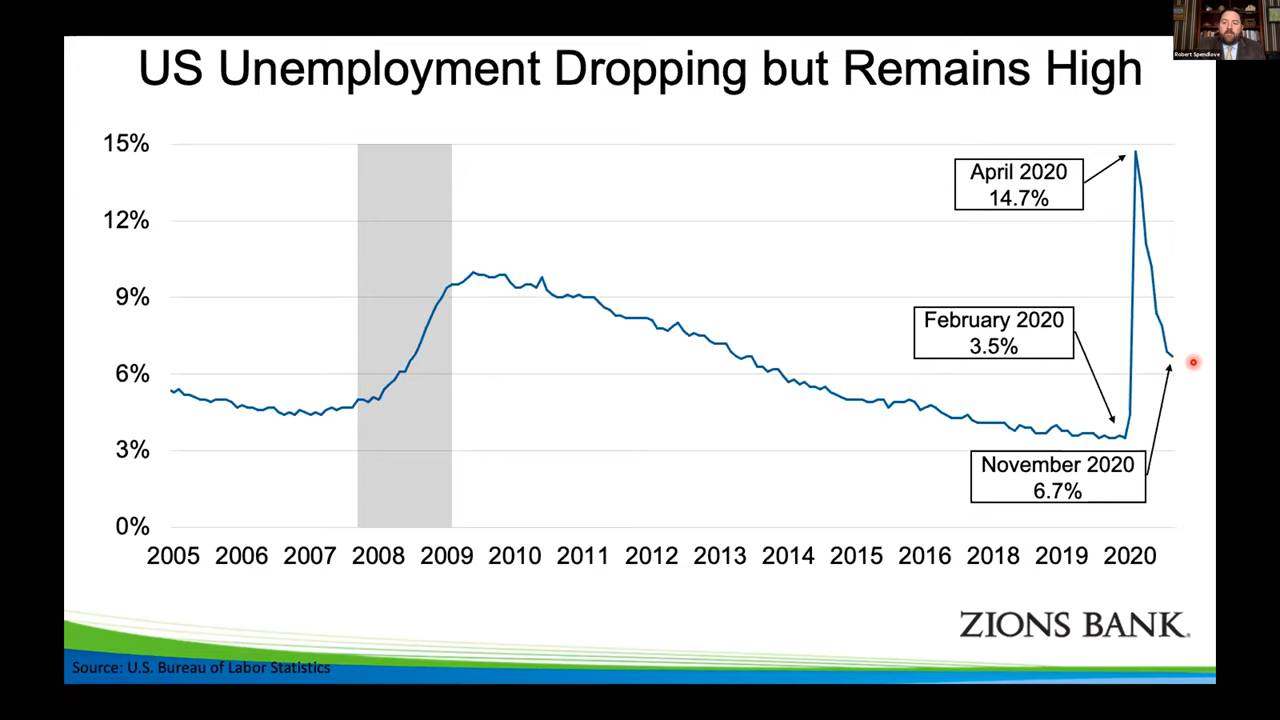 Robert Spendlove
US Unemployment Dropping but Remains High
15%
12%
9%
6%
3%
0%
April 2020
14.7%
February 2020
3.5%
November 2020
6.7%
2005 2006 2007 2008 2009 2010 2011 2012 2013 2014 2015 2016 2018 2019 2020
ZIONS BANK.
Source: U.S. Bureau of Labor Statistics